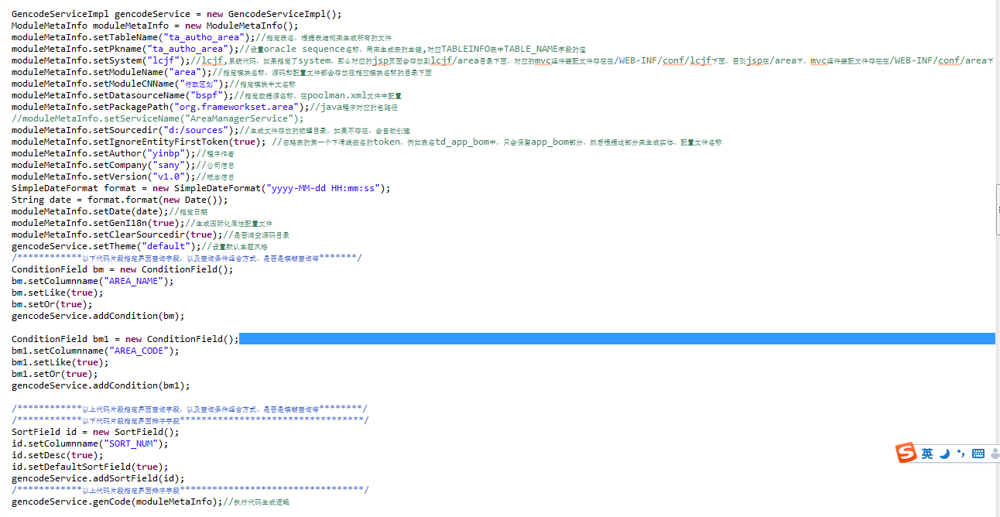 GencodeServiceImpl gencodeService = new GencodeServiceImpl();
ModuleMetaInfo moduleMetaInfo = new ModuleMetaInfo();
moduleMetaInfo.setTableName("ta_autho_area");//指定表名，根据表结构来生成所有的文件
moduleMetaInfo.setPkname("ta_autho_area");//设置oracle sequence名称，用来生成表的主键,对应TABLEINFO表中TABLE_NAME字段的值
moduleMetaInfo.setSystem("lcjf");//lcjf,系统代码，如果指定了system，那么对应的jsp页面会存放到lcjf/area目录下面，对应的mvc组件装配文件存在在/WEB-INF/conf/lcjf下面，否则jsp在/area下，mvc组件装配文件存在在/WEB-INF/conf/area下
moduleMetaInfo.setModuleName("area");//指定模块名称，源码和配置文件都会存放在相应模块名称的目录下面
moduleMetaInfo.setModuleCNName("行政区划");//指定模块中文名称
moduleMetaInfo.setDatasourceName("bspf");//指定数据源名称，在poolman.xml文件中配置
moduleMetaInfo.setPackagePath("org.frameworkset.area");//java程序对应的包路径
//moduleMetaInfo.setServiceName("AreaManagerService");
moduleMetaInfo.setSourcedir("d:/sources");//生成文件存放的物理目录，如果不存在，会自动创建
moduleMetaInfo.setIgnoreEntityFirstToken(true); //忽略表的第一个下滑线签名的token，例如表名td_app_bom中，只会保留app_bom部分，然后根据这部分来生成实体、配置文件名称
moduleMetaInfo.setAuthor("yinbp");//程序作者
moduleMetaInfo.setCompany("sany");//公司信息
moduleMetaInfo.setVersion("v1.0");//版本信息
SimpleDateFormat format = new SimpleDateFormat("yyyy-MM-dd HH:mm:ss");
String date = format.format(new Date());
moduleMetaInfo.setDate(date);//指定日期
moduleMetaInfo.setGenI18n(true);//生成国际化属性配置文件
moduleMetaInfo.setClearSourcedir(true);//是否清空源码目录
gencodeService.setTheme("default");//设置默认主题风格
/************以下代码片段指定界面查询字段，以及查询条件组合方式、是否是模糊查询等*******/
ConditionField bm = new ConditionField();
bm.setColumnname("AREA_NAME");
bm.setLike(true);
bm.setOr(true);
gencodeService.addCondition(bm);
ConditionField bm1 = new ConditionField();
bm1.setColumnname("AREA_CODE");
bm1.setLike(true);
bm1.setOr(true);
gencodeService.addCondition(bm1);
/************以上代码片段指定界面查询字段，以及查询条件组合方式、是否是模糊查询等********/
/************以下代码片段指定界面排序字段**********************************/
SortField id = new SortField();
id.setColumnname("SORT_NUM");
id.setDesc(true);
id.setDefaultSortField(true);
gencodeService.addSortField(id);
/************以上代码片段指定界面排序字段**********************************/
gencodeService.genCode(moduleMetaInfo);//执行代码生成逻辑
S 英